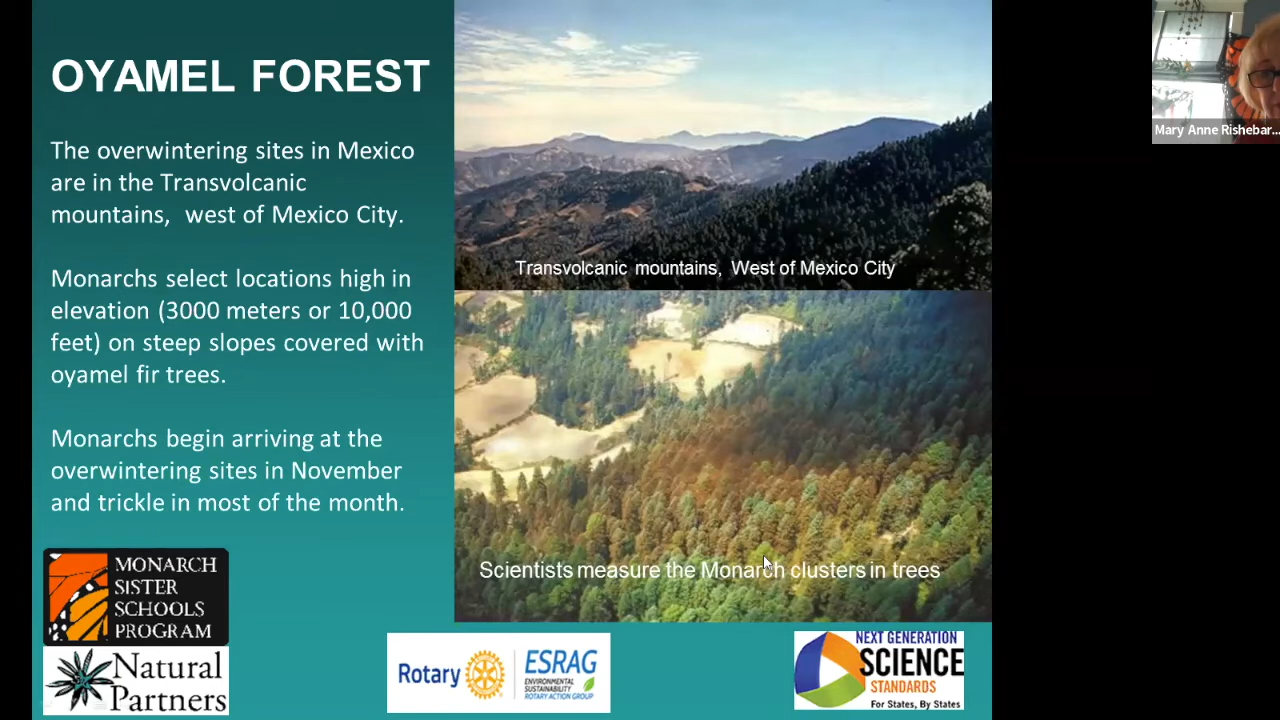 OYAMEL FOREST
The overwintering sites in Mexico
are in the Transvolcanic
mountains, west of Mexico City.
Monarchs select locations high in
elevation (3000 meters or 10,000
feet) on steep slopes covered with
oyamel fir trees.
Monarchs begin arriving at the
overwintering sites in November
and trickle in most of the month.
Transvolcanic mountains, West of Mexico City
Scientists measure the Monarch clusters in trees
MONARCH
SISTER
SCHOOLS
PROGRAM
Natural
Partners
Rotary
ESRAG
ENVIRONMENTAL
SUSTAINABILITY
ROTARY ACTION GROUP
NEXT GENERATION
SCIENCE
STANDARDS
For States, By States
Mary Anne Rishebar...